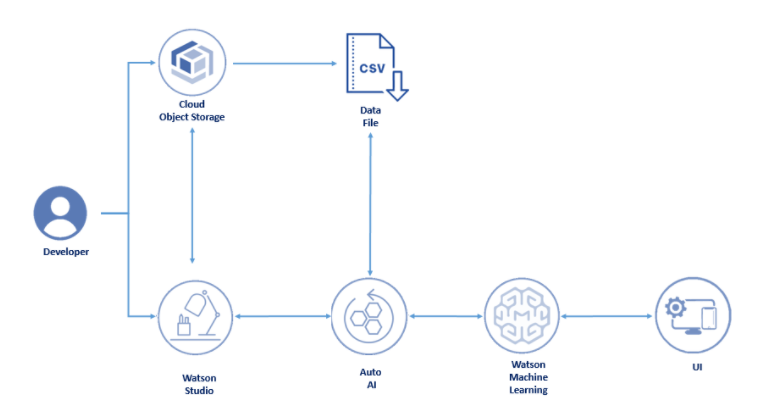 CSV
Cloud
Object Storage
Data
File
Developer
Watson
Studio
Auto
AI
Watson
Machine
Learning
UI